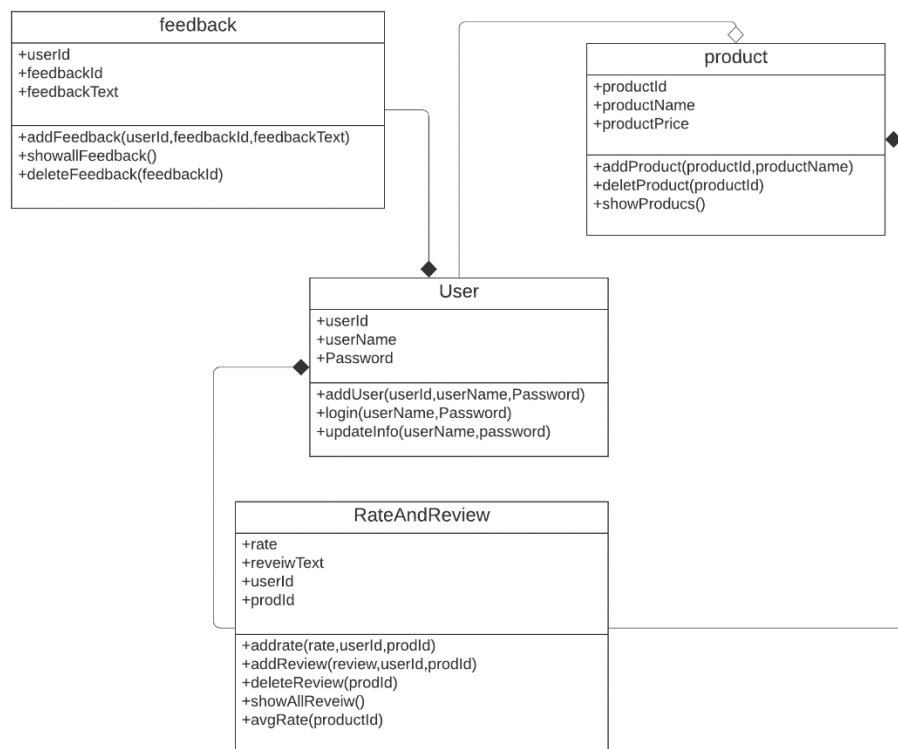 feedback
+userId
+feedbackId
+feedbackText
+addFeedback(userId,feedbackId,feedbackText)
+showallFeedback()
+deleteFeedback(feedbackId)
product
+productId
+productName
+productPrice
+addProduct(productId,productName)
+deletProduct(productId)
+showProducs()
User
+userId
+userName
+Password
+addUser(userId,userName,Password)
+login(userName,Password)
+updateInfo(userName,password)
RateAndReview
+rate
+reveiwText
+userId
+prodId
+addrate(rate,userId,prodId)
+addReview(review,userId,prodId)
+deleteReview(prodId)
+showAllReveiw()
+avgRate(productId)